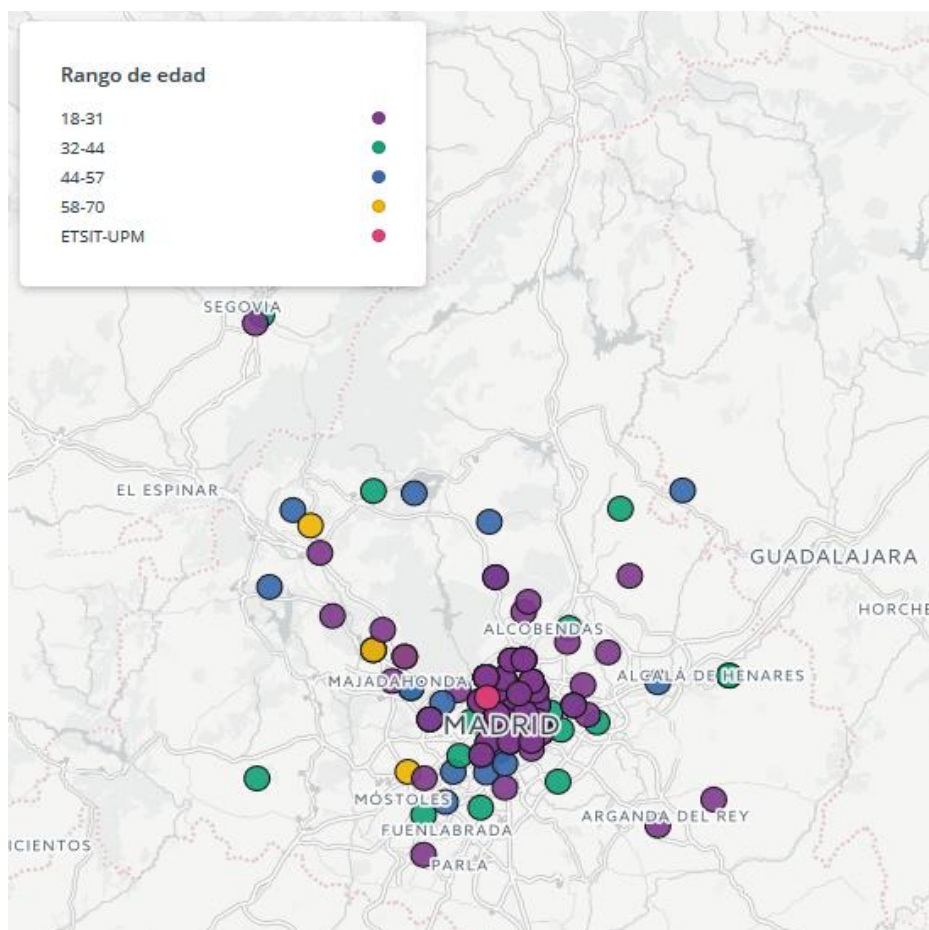 Rango de edad
18-31
32-44
44-57
58-70
ETSIT-UPM
SEGOVIA
EL ESPINAR
GUADALAJARA
HORCHE
ALCOBENDAS
MAJADAHONDA
ALCALÁ DE HENARES
MADRID
MÓSTOLES
ARGANDA DEL REY
FUENLABRADA
ICIENTOS
PARLA